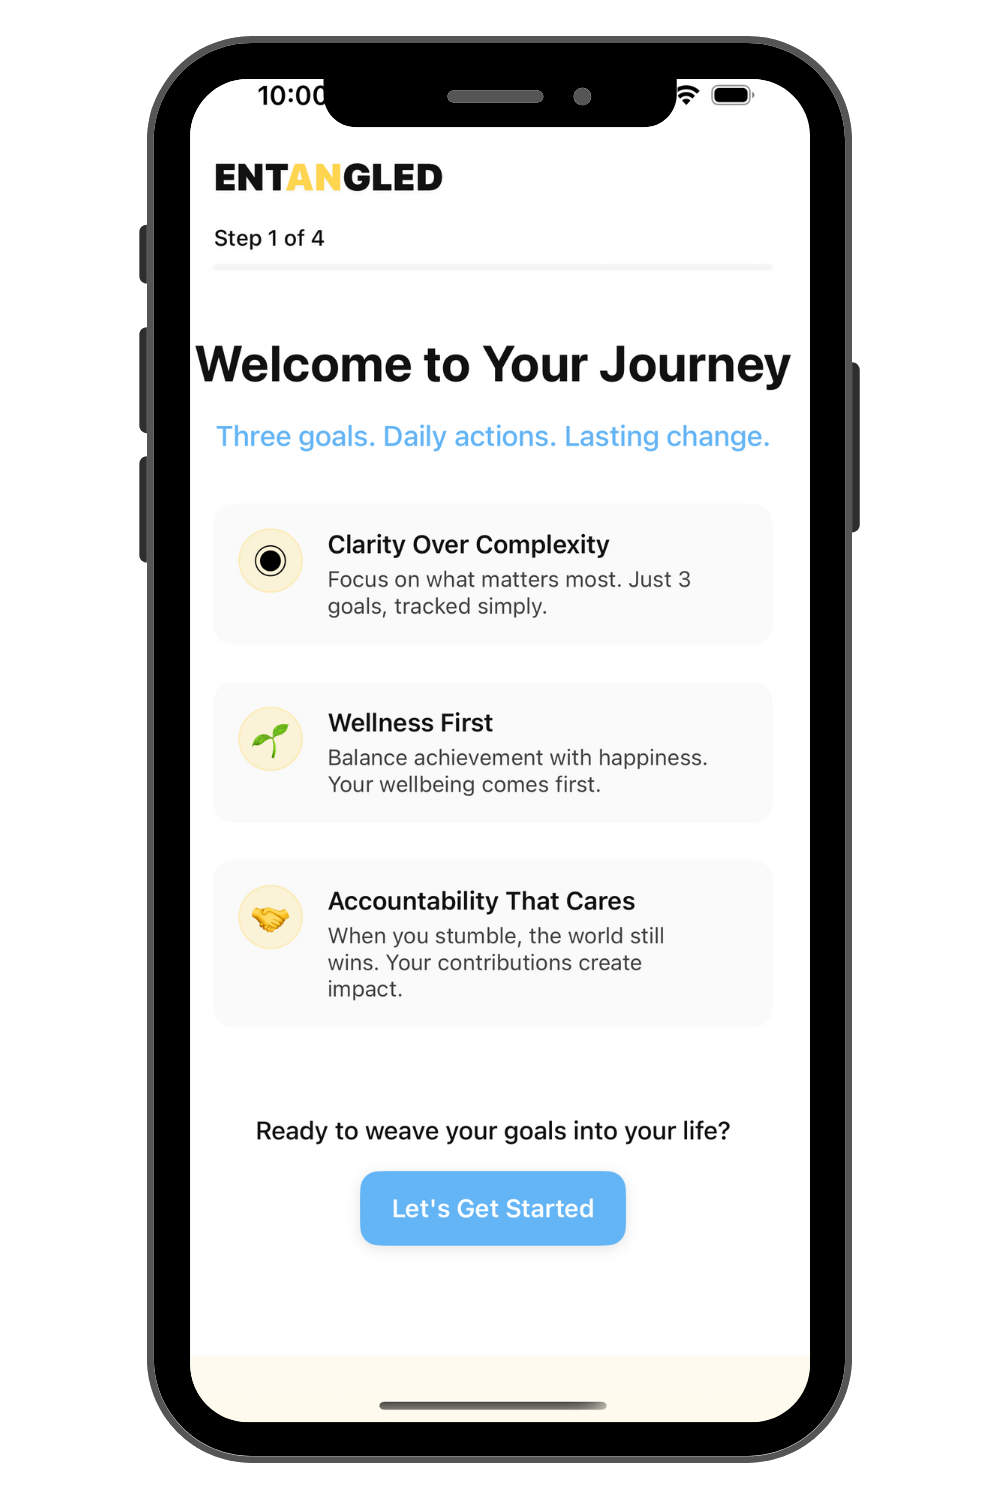 10:00
ENTANGLED
Step 1 of 4
Welcome to Your Journey
Three goals. Daily actions. Lasting change.
Clarity Over Complexity
Focus on what matters most. Just 3
goals, tracked simply.
Wellness First
Balance achievement with happiness.
Your wellbeing comes first.
Accountability That Cares
When you stumble, the world still
wins. Your contributions create
impact.
Ready to weave your goals into your life?
Let's Get Started